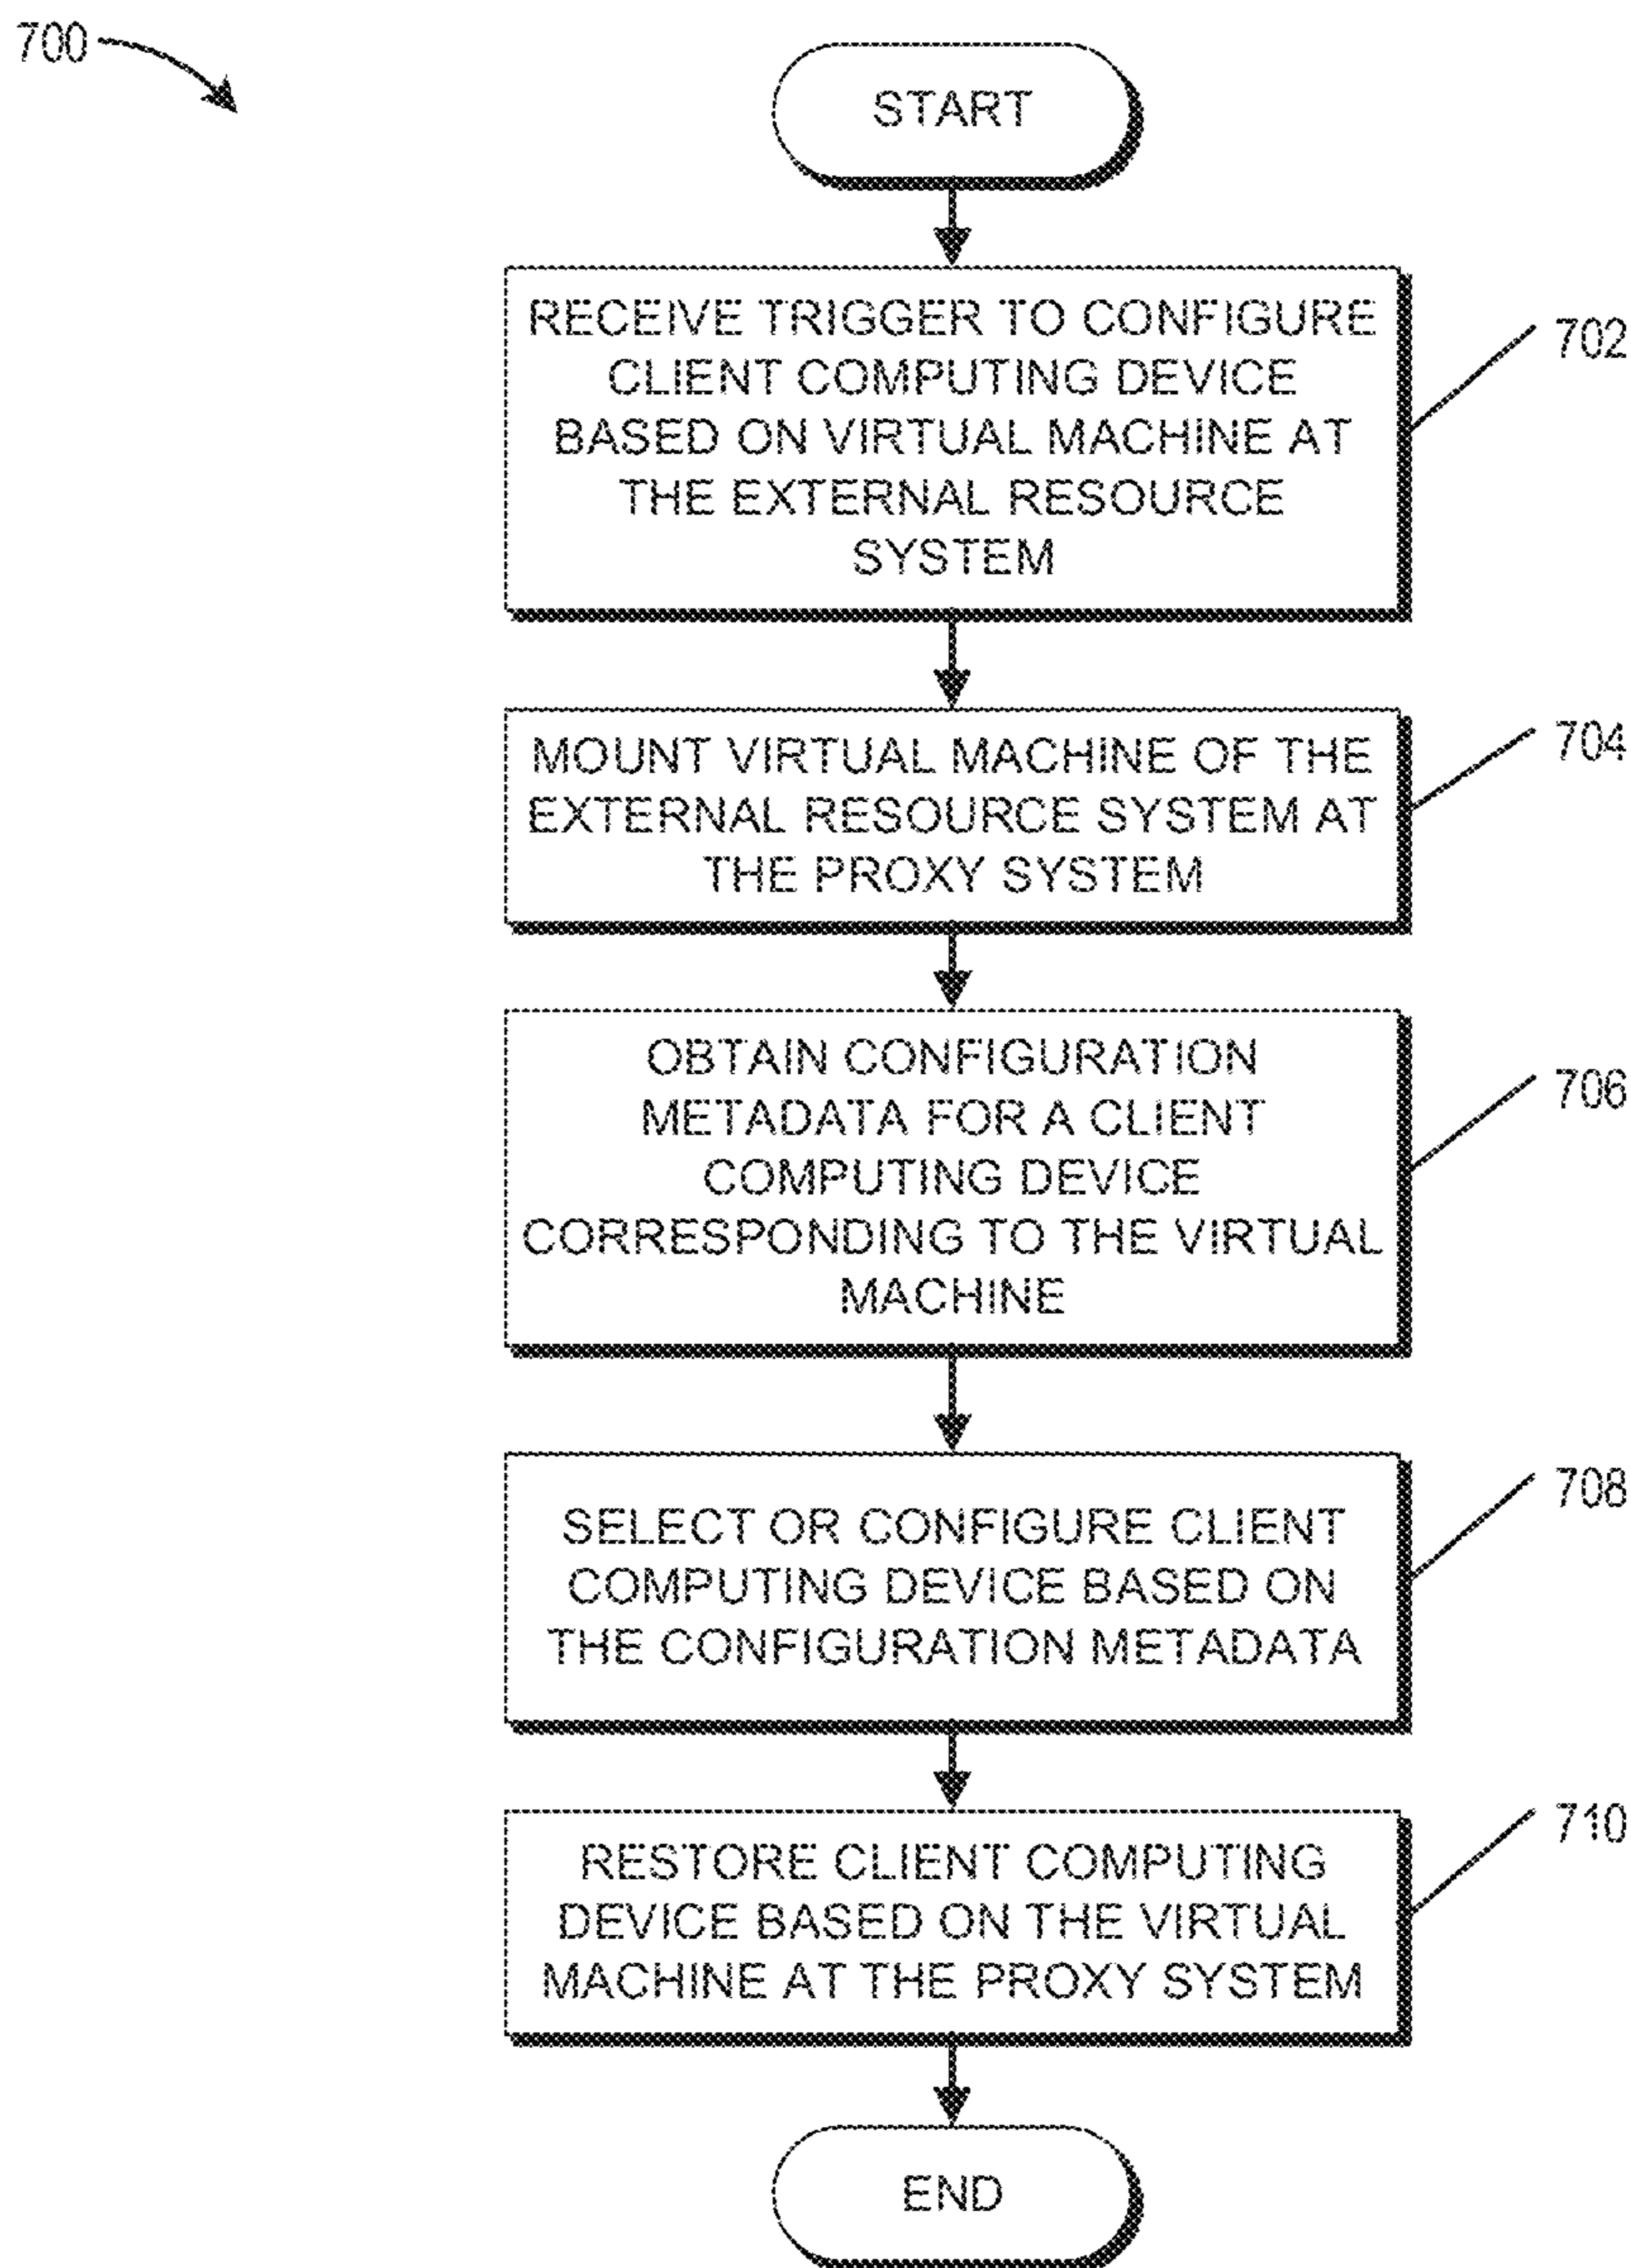 700
START
RECEIVE TRIGGER TO CONFIGURE
CLIENT COMPUTING DEVICE
BASED ON VIRTUAL MACHINE AT
THE EXTERNAL RESOURCE
SYSTEM
702
MOUNT VIRTUAL MACHINE OF THE
EXTERNAL RESOURCE SYSTEM AT
THE PROXY SYSTEM
704
OBTAIN CONFIGURATION
METADATA FOR A CLIENT
COMPUTING DEVICE
CORRESPONDING TO THE VIRTUAL
MACHINE
706
SELECT OR CONFIGURE CLIENT
COMPUTING DEVICE BASED ON
THE CONFIGURATION METADATA
708
RESTORE CLIENT COMPUTING
DEVICE BASED ON THE VIRTUAL
MACHINE AT THE PROXY SYSTEM
710
END